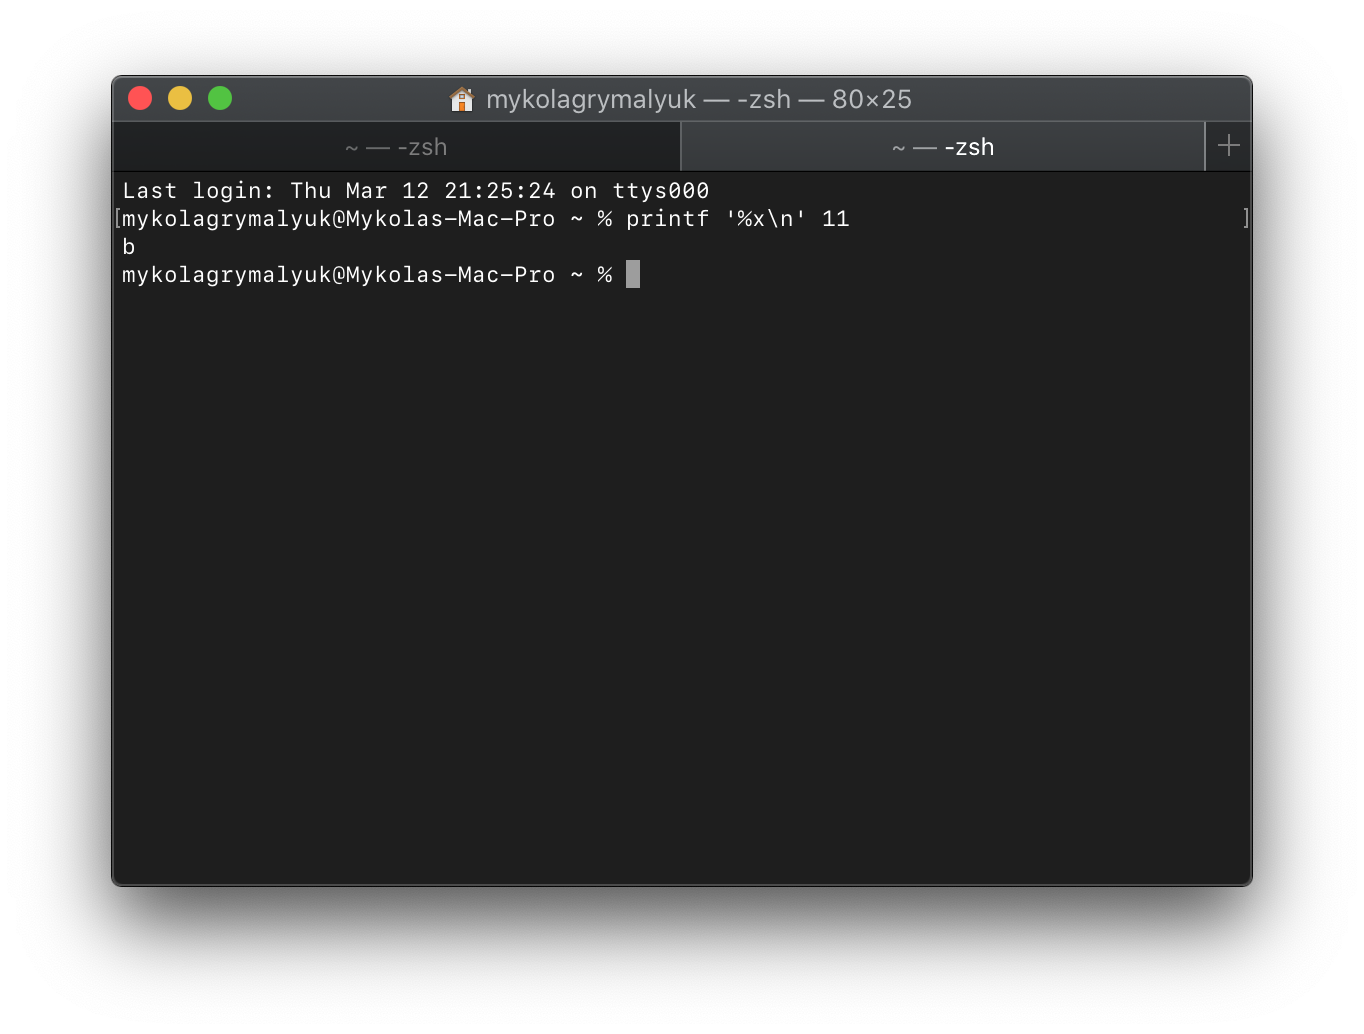 mykolagrymalyuk — -zsh — 80×25
~ — -zsh
~ — -zsh
Last login: Thu Mar 12 21:25:24 on ttys000
[mykolagrymalyuk@Mykolas-Mac-Pro ~ % printf '%x\n' 11 ]
b
mykolagrymalyuk@Mykolas-Mac-Pro ~ %